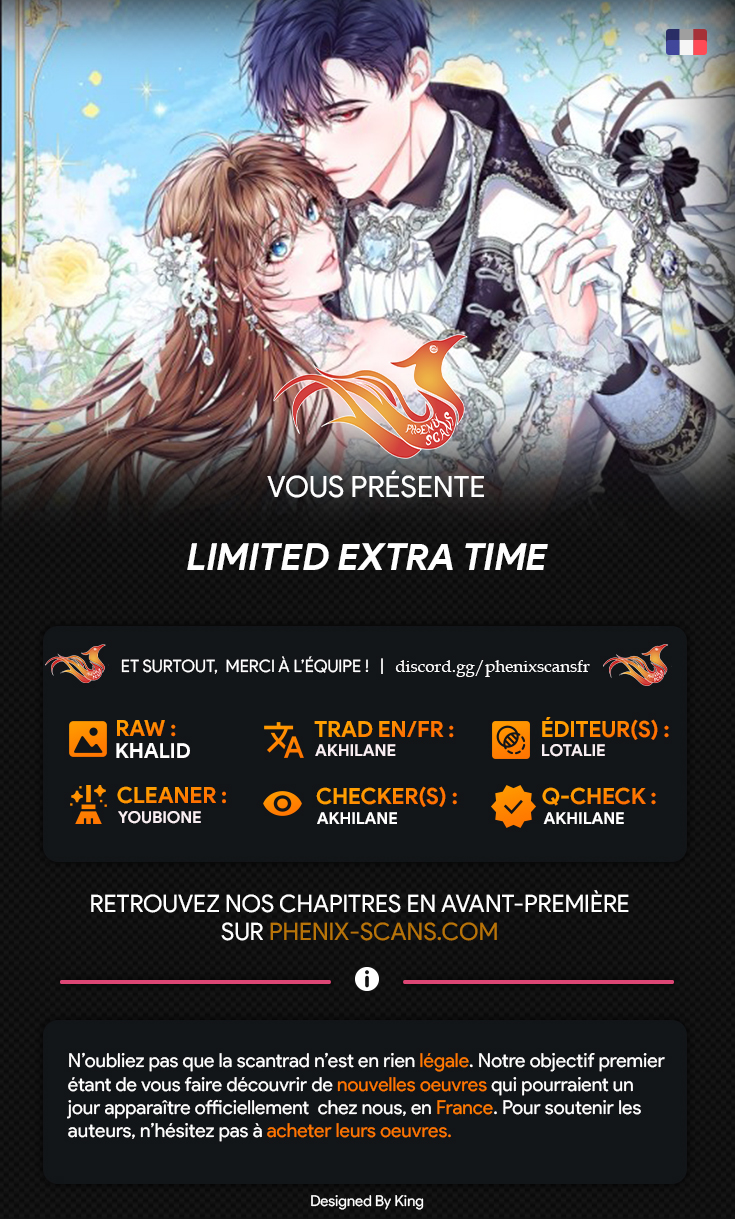 PHOENIX
SCANS
VOUS PRÉSENTE
LIMITED EXTRA TIME
ET SURTOUT, MERCI À L'ÉQUIPE ! | discord.gg/phenixscansfr
RAW :
KHALID
TRAD EN/FR :
AKHILANE
ÉDITEUR(S) :
LOTALIE
CLEANER :
YOUBIONE
CHECKER(S) :
AKHILANE
Q-CHECK :
AKHILANE
RETROUVEZ NOS CHAPITRES EN AVANT-PREMIÈRE
SUR PHENIX-SCANS.COM
N'oubliez pas que la scantrad n'est en rien légale. Notre objectif premier
étant de vous faire découvrir de nouvelles oeuvres qui pourraient un
jour apparaître officiellement chez nous, en France. Pour soutenir les
auteurs, n'hésitez pas à acheter leurs oeuvres.
Designed By King